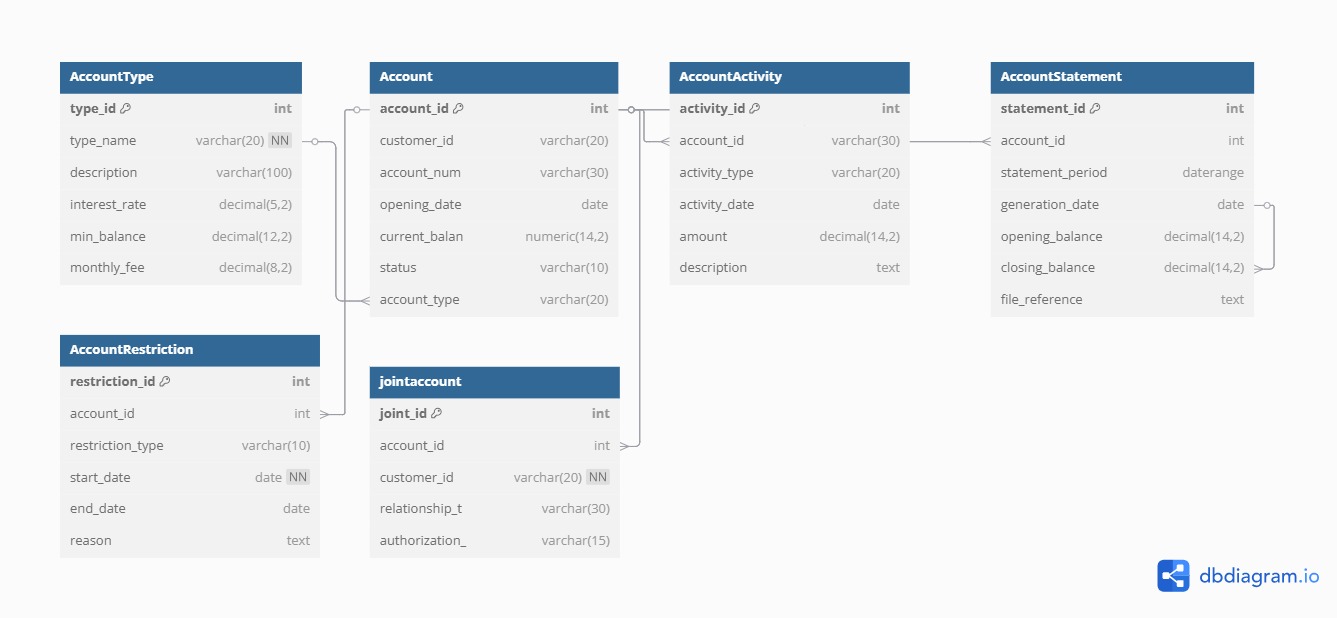 AccountType
type_id int
type_name varchar(20) NN
description varchar(100)
interest_rate decimal(5,2)
min_balance decimal(12,2)
monthly_fee decimal(8,2)
Account
account_id int
customer_id varchar(20)
account_num varchar(30)
opening_date date
current_balan numeric(14,2)
status varchar(10)
account_type varchar(20)
AccountActivity
activity_id int
account_id varchar(30)
activity_type varchar(20)
activity_date date
amount decimal(14,2)
description text
AccountStatement
statement_id int
account_id int
statement_period daterange
generation_date date
opening_balance decimal(14,2)
closing_balance decimal(14,2)
file_reference text
AccountRestriction
restriction_id int
account_id int
restriction_type varchar(10)
start_date date NN
end_date date
reason text
jointaccount
joint_id int
account_id int
customer_id varchar(20) NN
relationship_t varchar(30)
authorization_ varchar(15)
dbdiagram.io